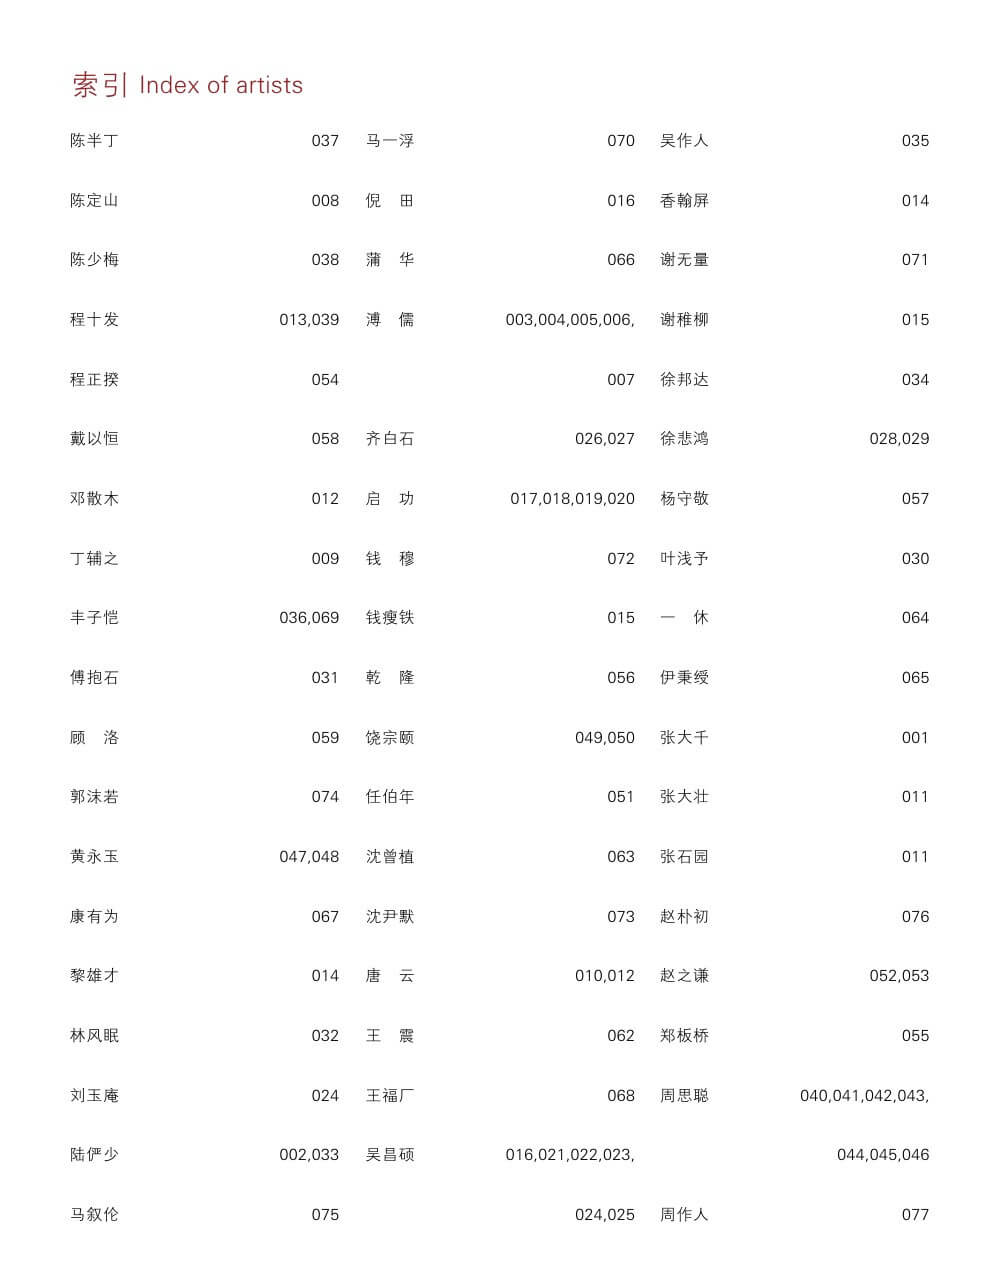 索引 Index of artists
陈半丁 037
陈定山 008
陈少梅 038
程十发 013,039
程正揆 054
戴以恒 058
邓散木 012
丁辅之 009
丰子恺 036,069
傅抱石 031
顾　洛 059
郭沫若 074
黄永玉 047,048
康有为 067
黎雄才 014
林风眠 032
刘玉庵 024
陆俨少 002,033
马叙伦 075
马一浮 070
倪　田 016
蒲　华 066
溥　儒 003,004,005,006,
007
齐白石 026,027
启　功 017,018,019,020
钱　穆 072
钱瘦铁 015
乾　隆 056
饶宗颐 049,050
任伯年 051
沈曾植 063
沈尹默 073
唐　云 010,012
王　震 062
王福厂 068
吴昌硕 016,021,022,023,
024,025
吴作人 035
香翰屏 014
谢无量 071
谢稚柳 015
徐邦达 034
徐悲鸿 028,029
杨守敬 057
叶浅予 030
一　休 064
伊秉绶 065
张大千 001
张大壮 011
张石园 011
赵朴初 076
赵之谦 052,053
郑板桥 055
周思聪 040,041,042,043,
044,045,046
周作人 077